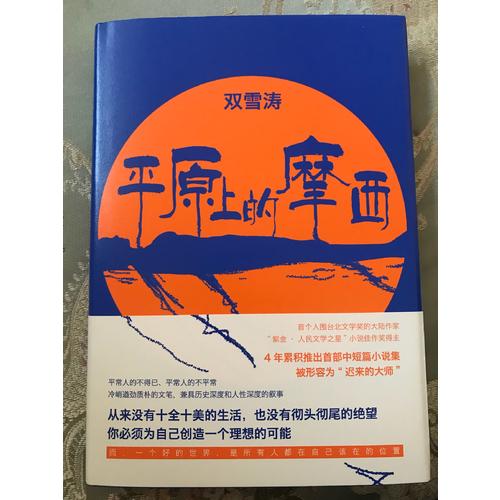 双雪涛
平原上的摩西
首个入围台北文学奖的大陆作家
“紫金·人民文学之星”小说佳作奖得主
4年累积推出首部中短篇小说集
被形容为“迟来的大师”
平常人的不得已、平常人的不平常
冷峭遒劲质朴的文笔，兼具历史深度和人性深度的叙事
从来没有十全十美的生活，也没有彻头彻尾的绝望
你必须为自己创造一个理想的可能
而，一个好的世界，是所有人都在自己该在的位置